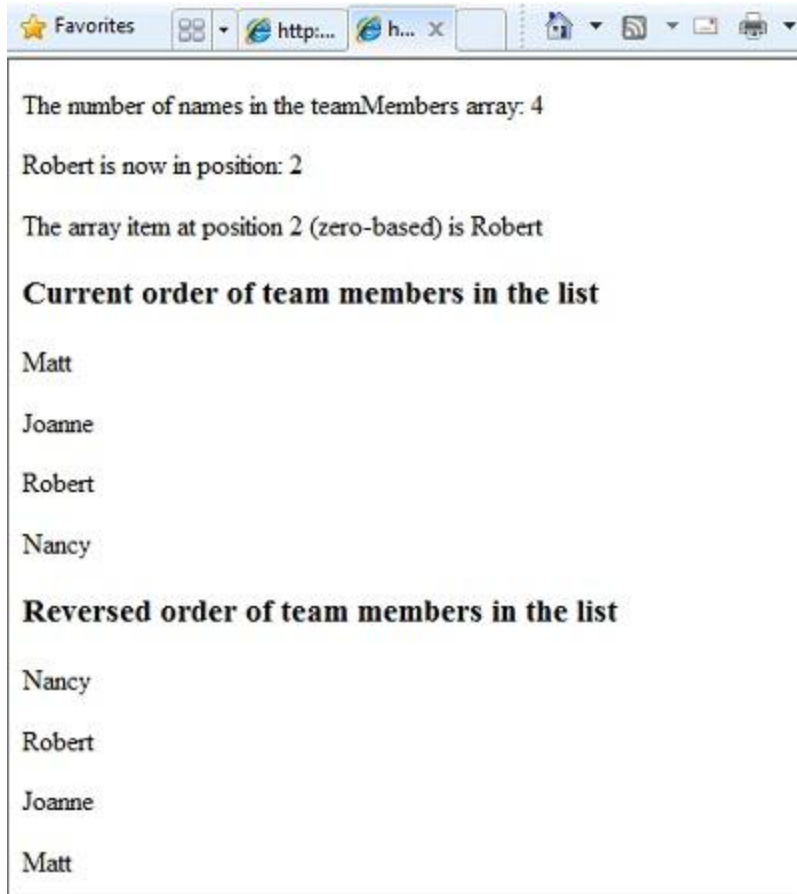 Favorites http:... h... X
The number of names in the teamMembers array: 4
Robert is now in position: 2
The array item at position 2 (zero-based) is Robert
Current order of team members in the list
Matt
Joanne
Robert
Nancy
Reversed order of team members in the list
Nancy
Robert
Joanne
Matt